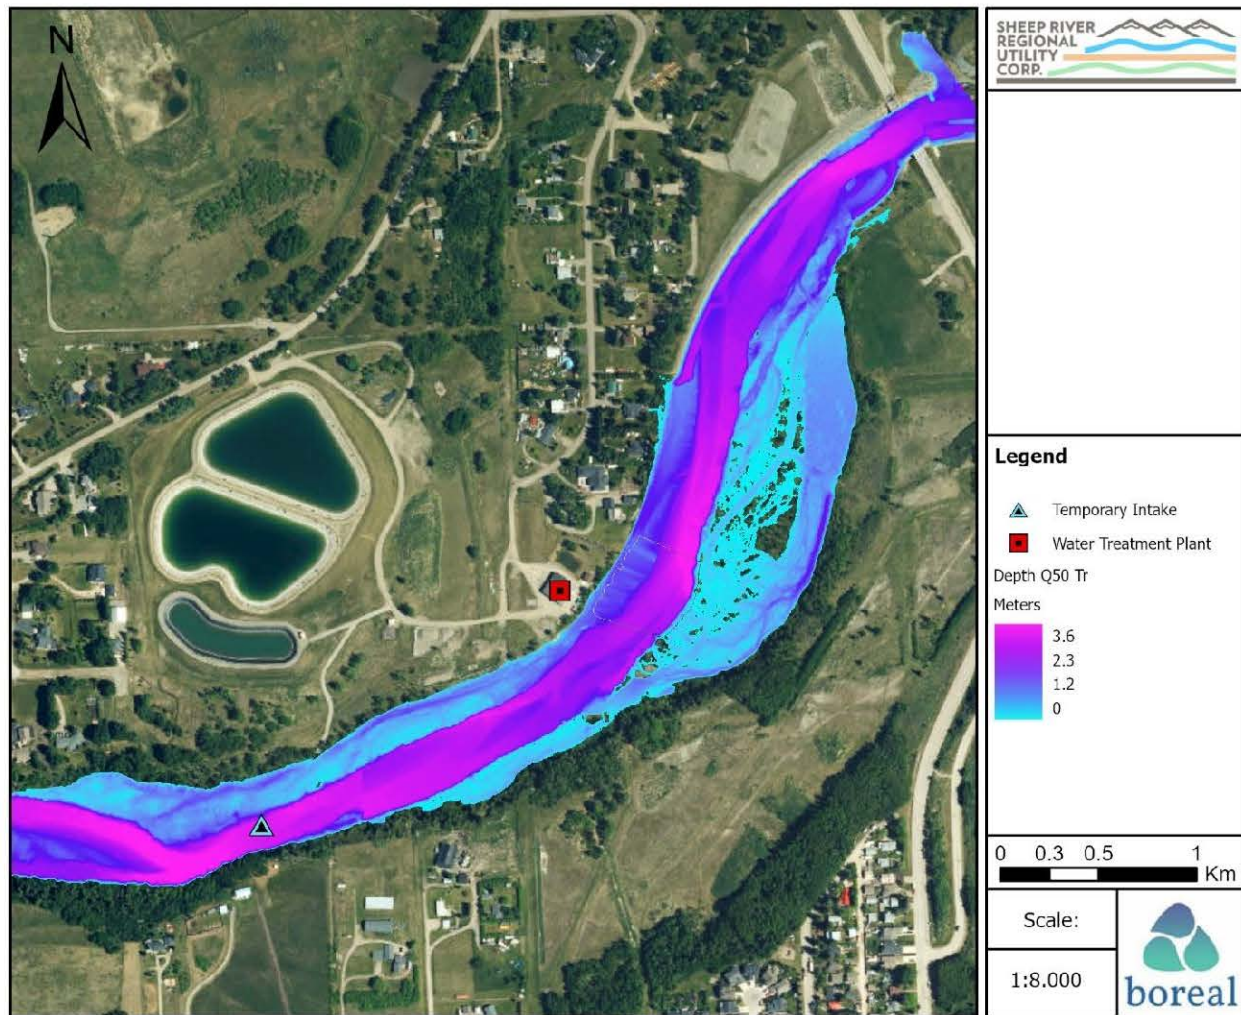 N
SHEEP RIVER
REGIONAL
UTILITY
CORP.
Legend
Temporary Intake
Water Treatment Plant
Depth Q50 Tr
Meters
3.6
2.3
1.2
0
0 0.3 0.5 1
Km
Scale:
1:8.000
boreal